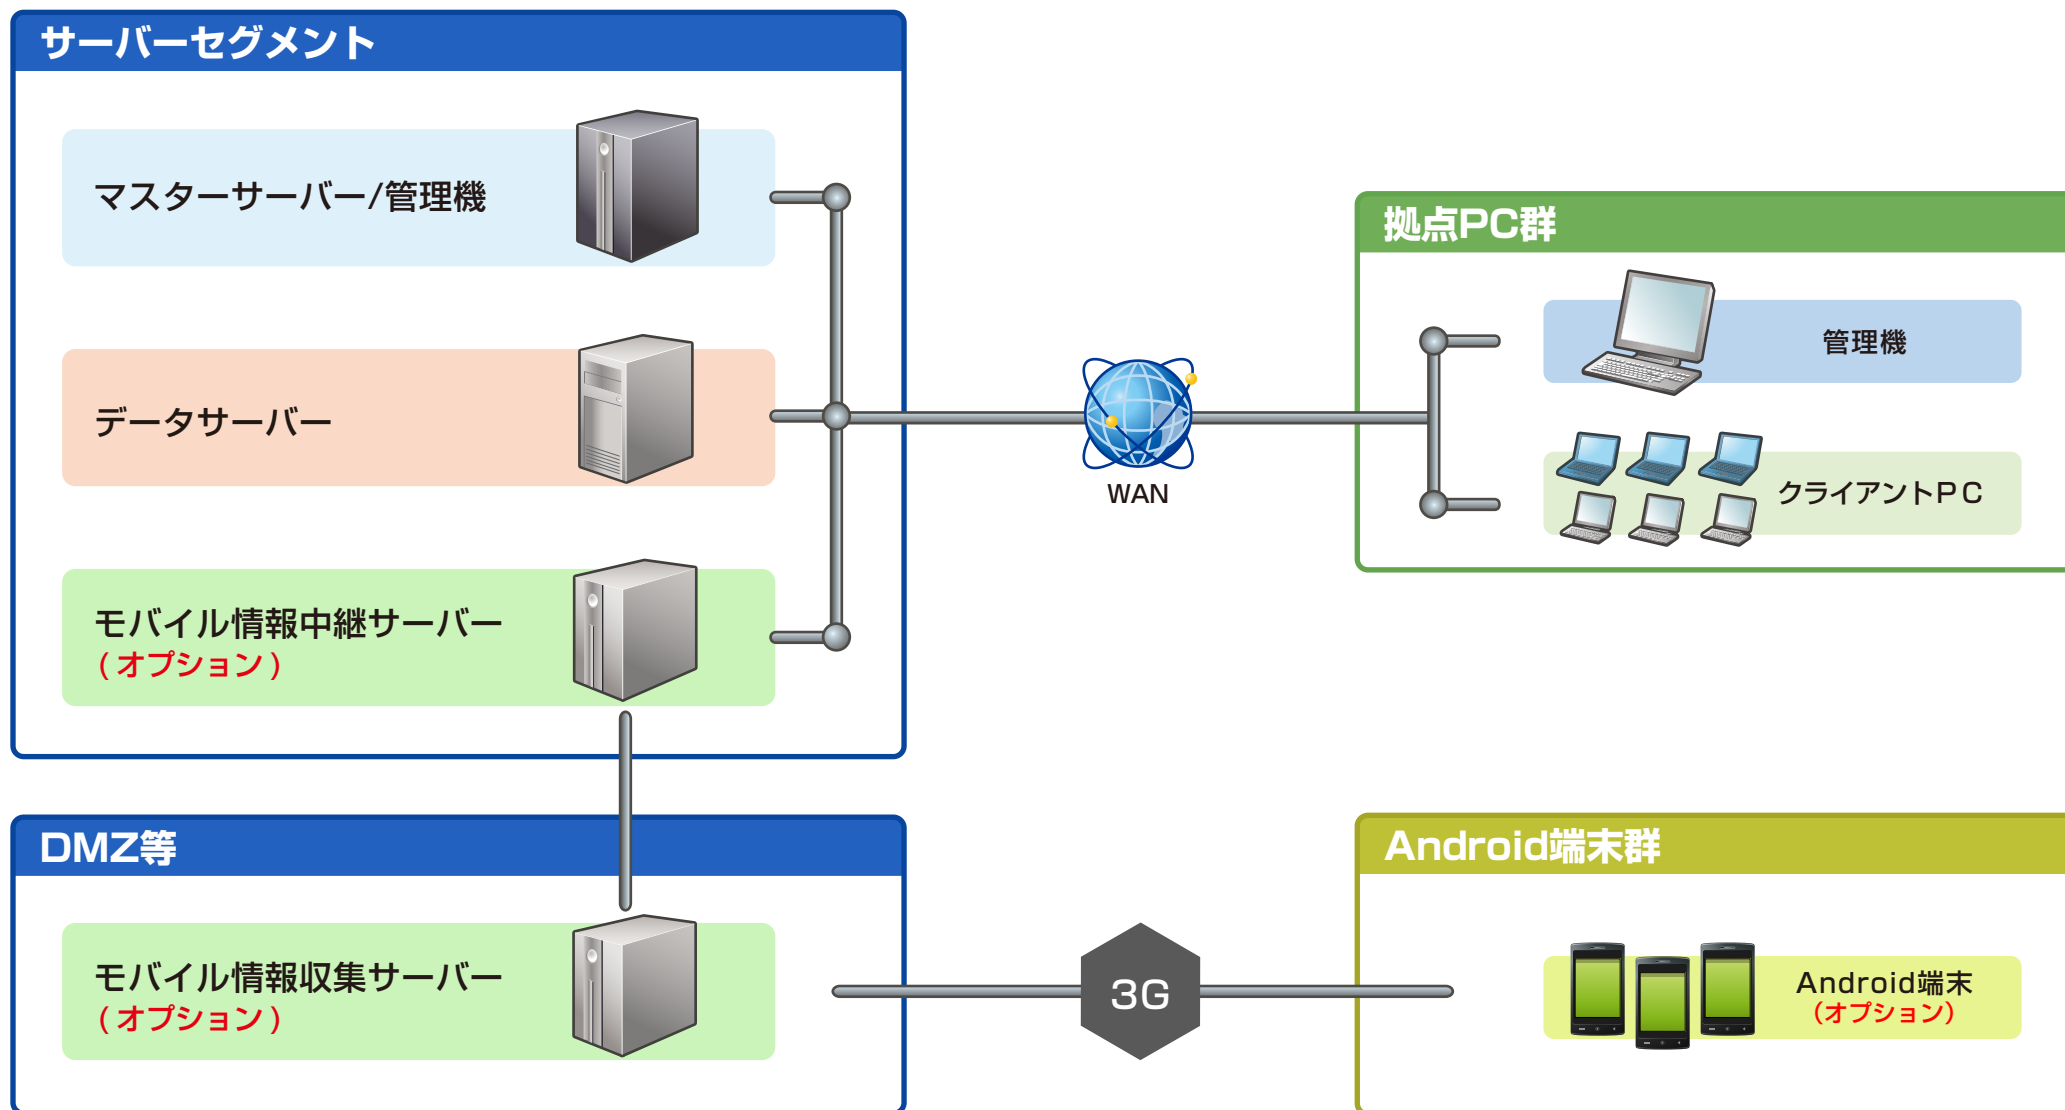 サーバーセグメント
マスターサーバー/管理機
データサーバー
モバイル情報中継サーバー
(オプション)
WAN
拠点PC群
管理機
クライアントPC
DMZ等
モバイル情報収集サーバー
(オプション)
3G
Android端末群
Android端末
(オプション)